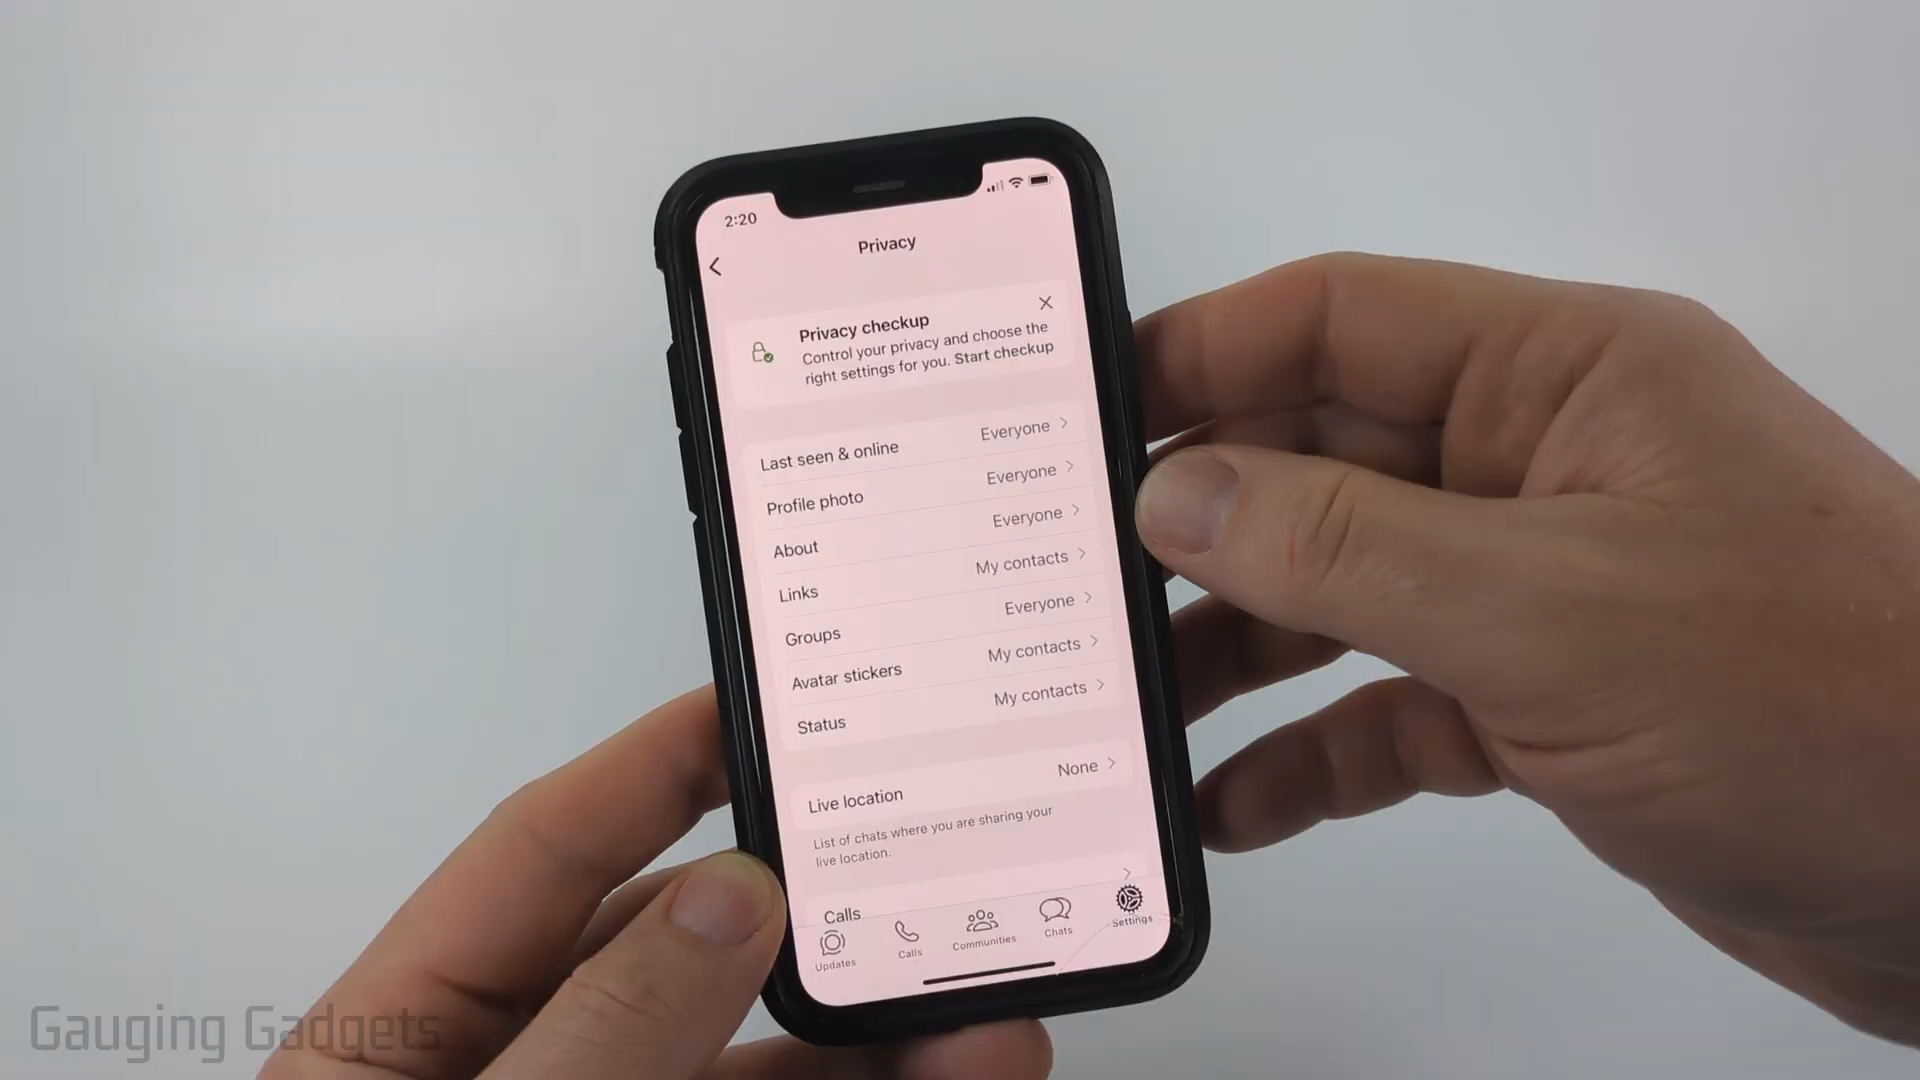 2:20
Privacy
Privacy checkup
Control your privacy and choose the
right settings for you. Start checkup
Last seen & online Everyone
Profile photo Everyone
About Everyone
Links My contacts
Groups Everyone
Avatar stickers My contacts
Status My contacts
Live location None
List of chats where you are sharing your
live location.
Calls
Updates Calls Communities Chats Settings
Gauging Gadgets